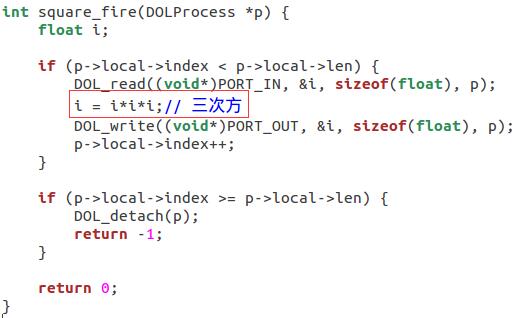 int square_fire(DOLProcess *p) {
    float i;

    if (p->local->index < p->local->len) {
        DOL_read((void*)PORT_IN, &i, sizeof(float), p);
        i = i*i*i;// 三次方
        DOL_write((void*)PORT_OUT, &i, sizeof(float), p);
        p->local->index++;
    }

    if (p->local->index >= p->local->len) {
        DOL_detach(p);
        return -1;
    }

    return 0;
}